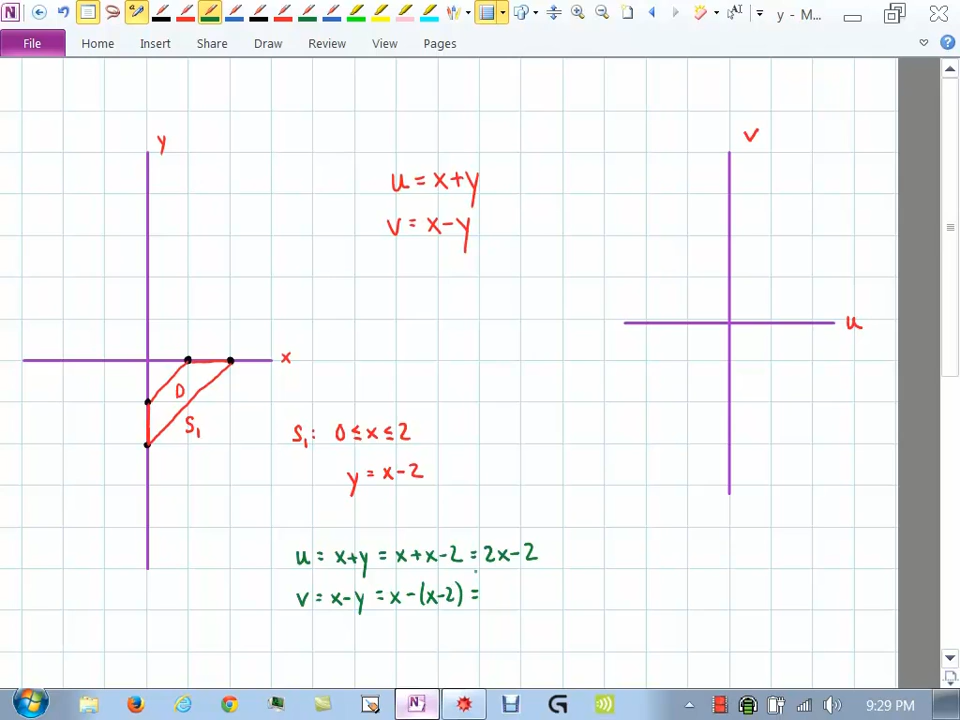 y - M...
File Home Insert Share Draw Review View Pages
y
v
u = x+y
v = x-y
u
x
D
S₁
S₁: 0 ≤ x ≤ 2
y = x-2
u = x+y = x+x-2 = 2x-2
v = x-y = x-(x-2) =
9:29 PM